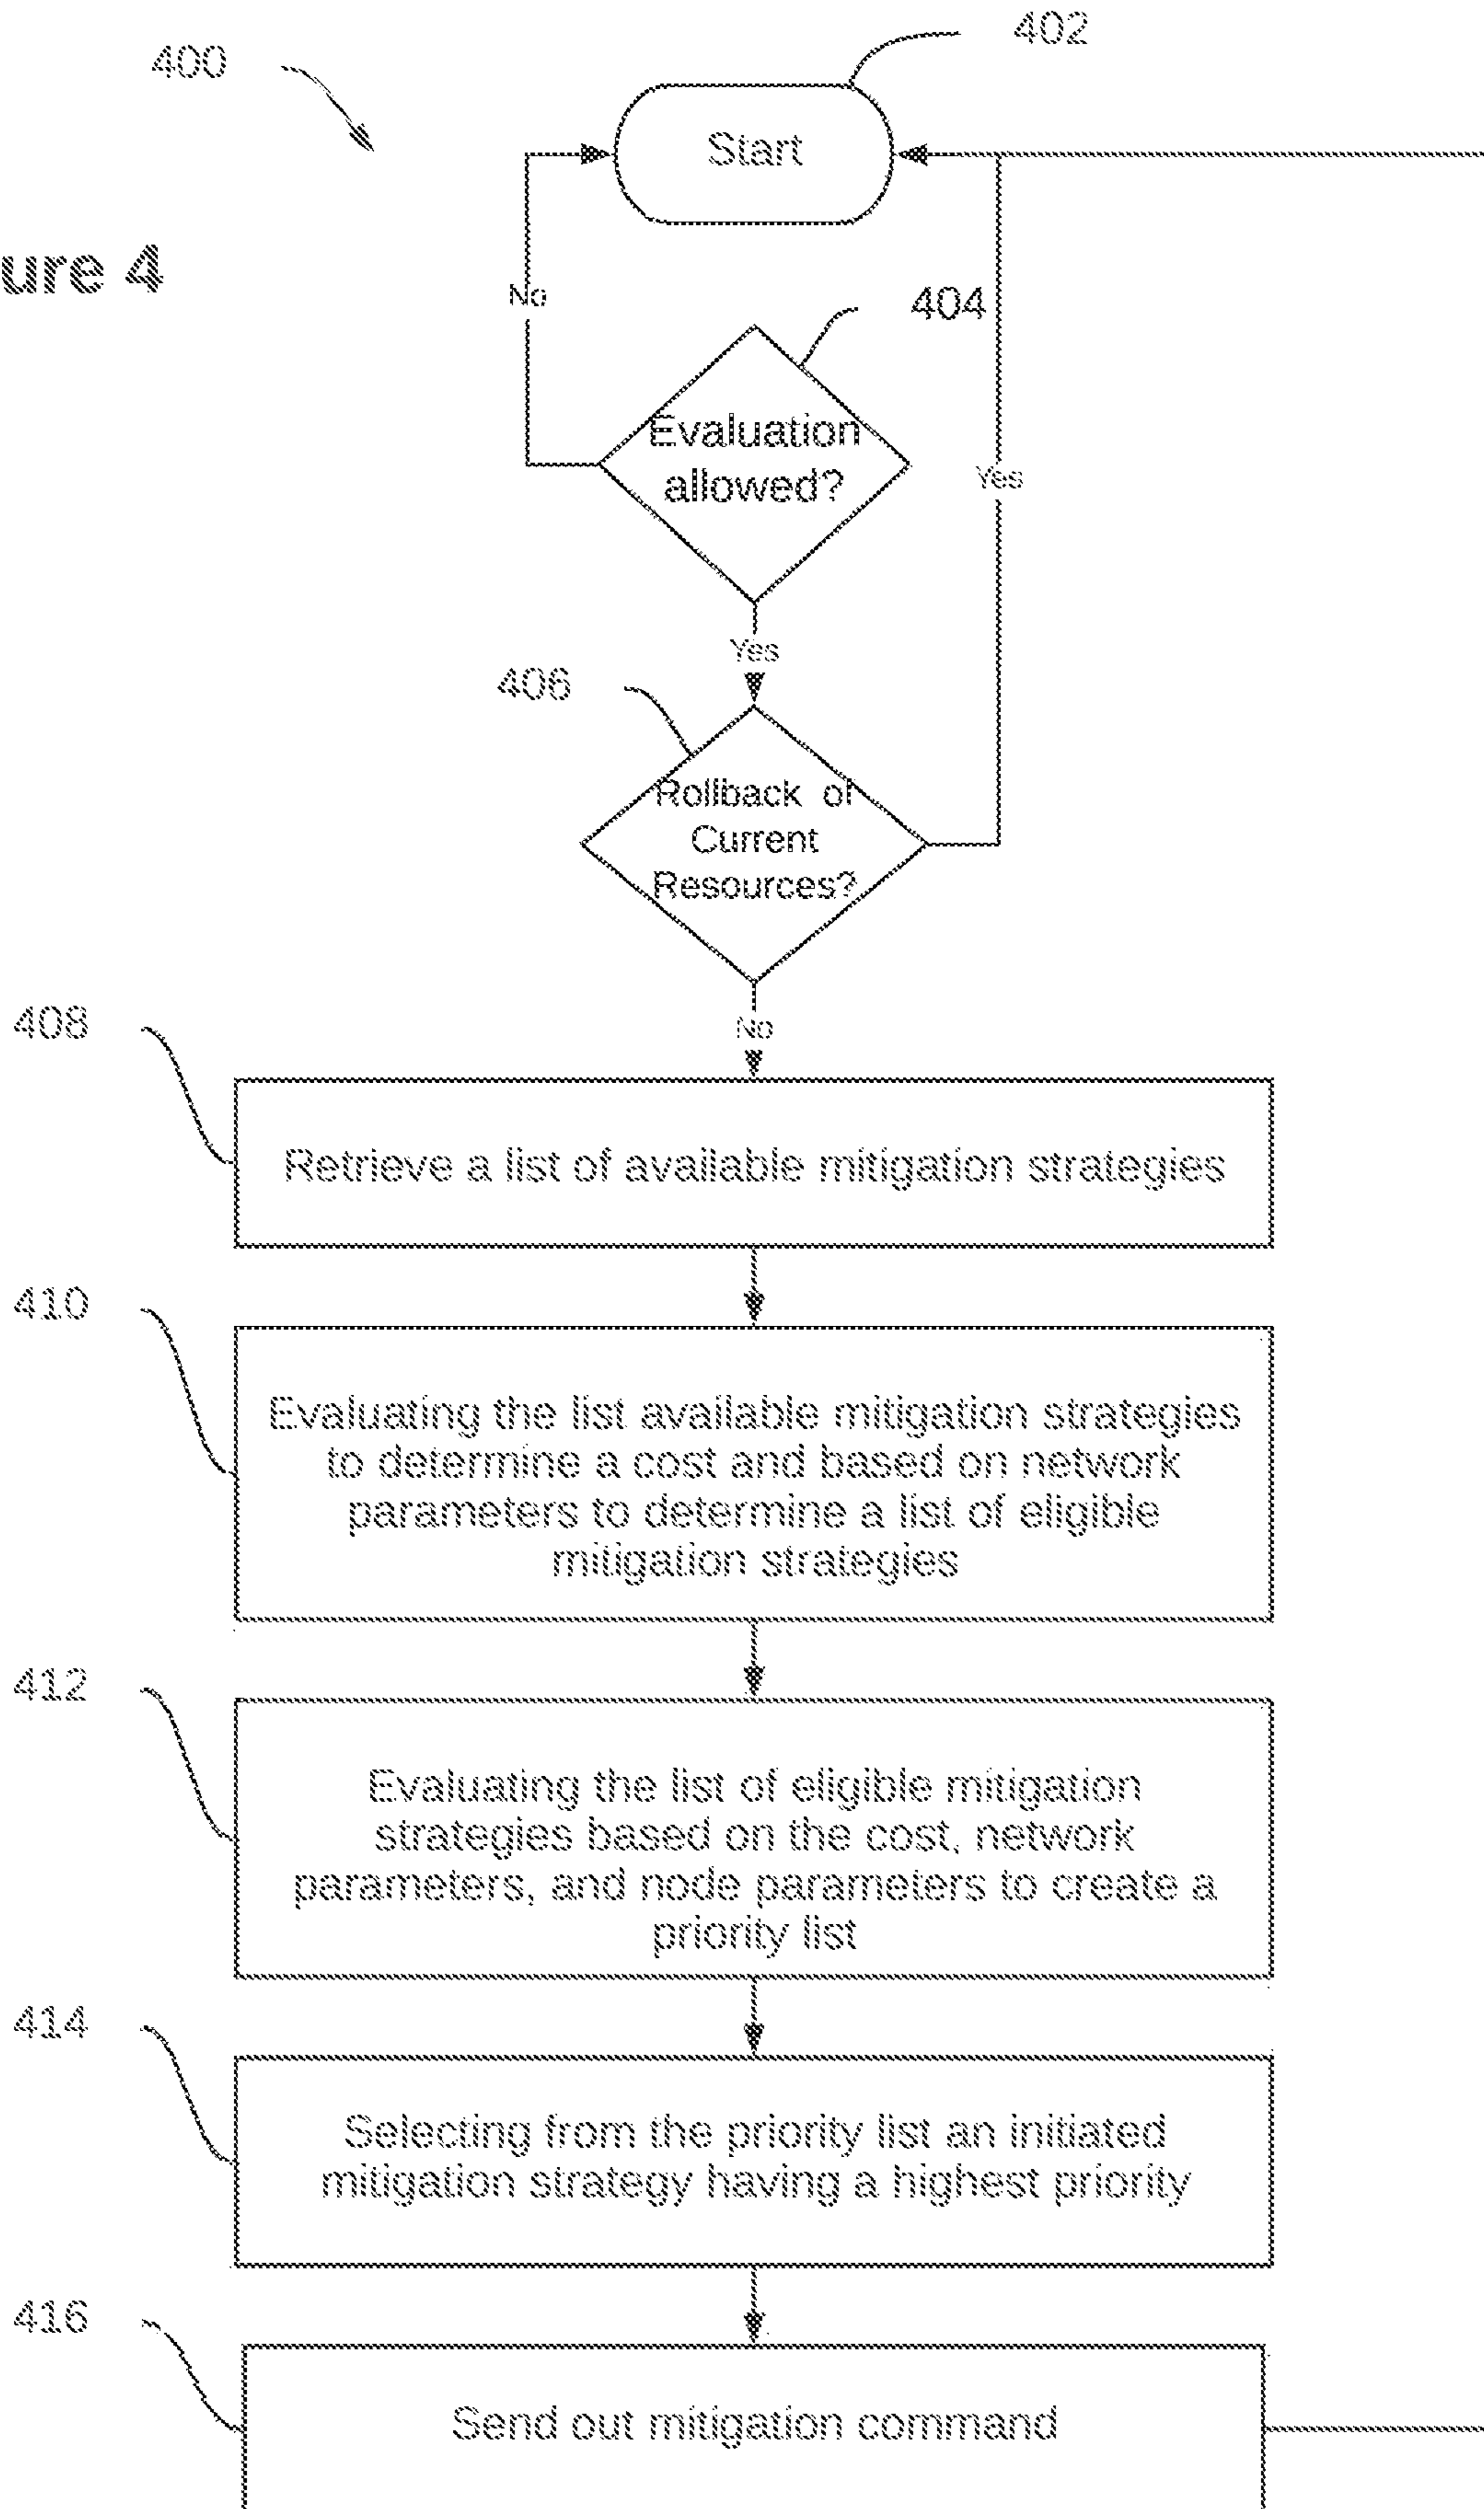 402
400
Start
ure 4
No
404
Evaluation
allowed?
Yes
Yes
406
Rollback of
Current
Resources?
No
408
Retrieve a list of available mitigation strategies
410
Evaluating the list available mitigation strategies
to determine a cost and based on network
parameters to determine a list of eligible
mitigation strategies
412
Evaluating the list of eligible mitigation
strategies based on the cost, network
parameters, and node parameters to create a
priority list
414
Selecting from the priority list an initiated
mitigation strategy having a highest priority
416
Send out mitigation command